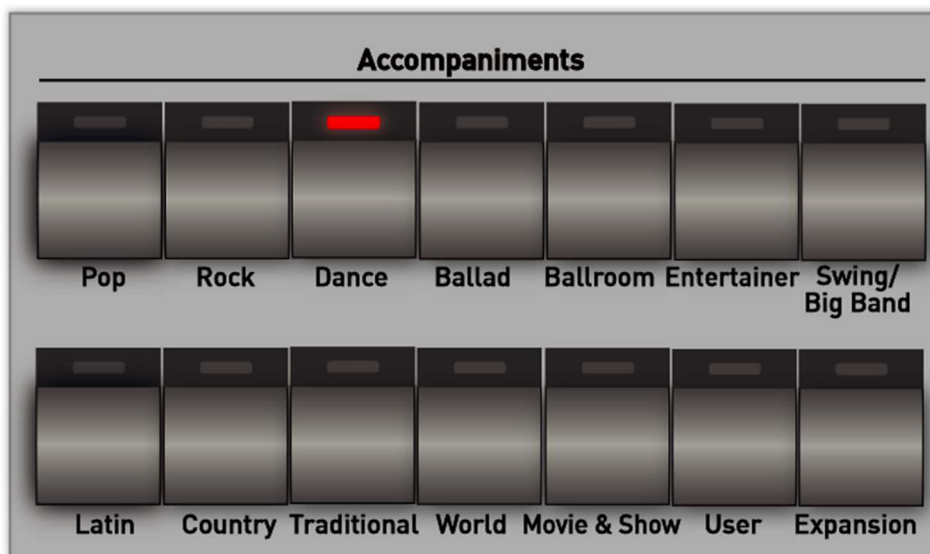 Accompaniments
Pop Rock Dance Ballad Ballroom Entertainer Swing/
Big Band
Latin Country Traditional World Movie & Show User Expansion